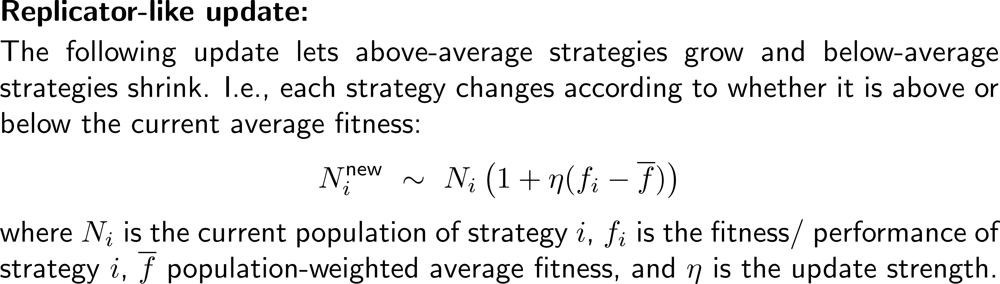 Replicator-like update:
The following update lets above-average strategies grow and below-average
strategies shrink. I.e., each strategy changes according to whether it is above or
below the current average fitness:
$N_i^{\text{new}} \sim N_i \left(1 + \eta(f_i - \overline{f})\right)$
where $N_i$ is the current population of strategy $i$, $f_i$ is the fitness/ performance of
strategy $i$, $\overline{f}$ population-weighted average fitness, and $\eta$ is the update strength.